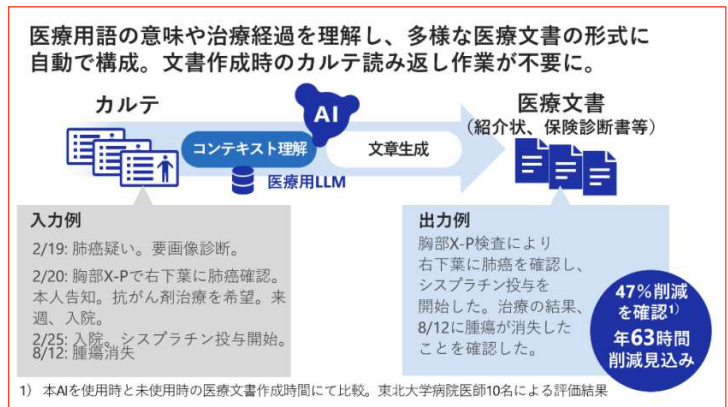 医療用語の意味や治療経過を理解し、多様な医療文書の形式に
自動で構成。文書作成時のカルテ読み返し作業が不要に。
カルテ
AI
医療文書
(紹介状、保険診断書等)
コンテキスト理解
文章生成
医療用LLM
入力例
2/19: 肺癌疑い。要画像診断。
2/20: 胸部X-Pで右下葉に肺癌確認。
本人告知。抗がん剤治療を希望。来
週、入院。
2/25: 入院。シスプラチン投与開始。
8/12: 腫瘍消失
出力例
胸部X-P検査により
右下葉に肺癌を確認し、
シスプラチン投与を
開始した。治療の結果、
8/12に腫瘍が消失した
ことを確認した。
47%削減
を確認1)
年63時間
削減見込み
1) 本AIを使用時と未使用時の医療文書作成時間にて比較。東北大学病院医師10名による評価結果